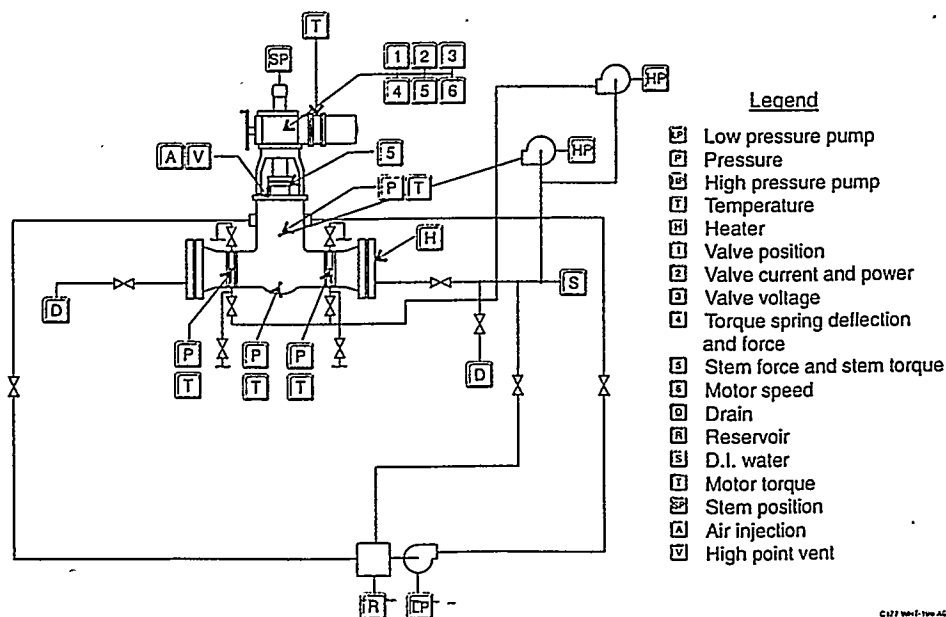 T
SP
1 2 3
4 5 6
HP
HP
A V
5
P T
H
D
S
P
T
P
T
P
T
D
R
LP
Legend
LP Low pressure pump
P Pressure
HP High pressure pump
T Temperature
H Heater
1 Valve position
2 Valve current and power
3 Valve voltage
4 Torque spring deflection
and force
5 Stem force and stem torque
6 Motor speed
D Drain
R Reservoir
S D.I. water
T Motor torque
SP Stem position
A Air injection
V High point vent